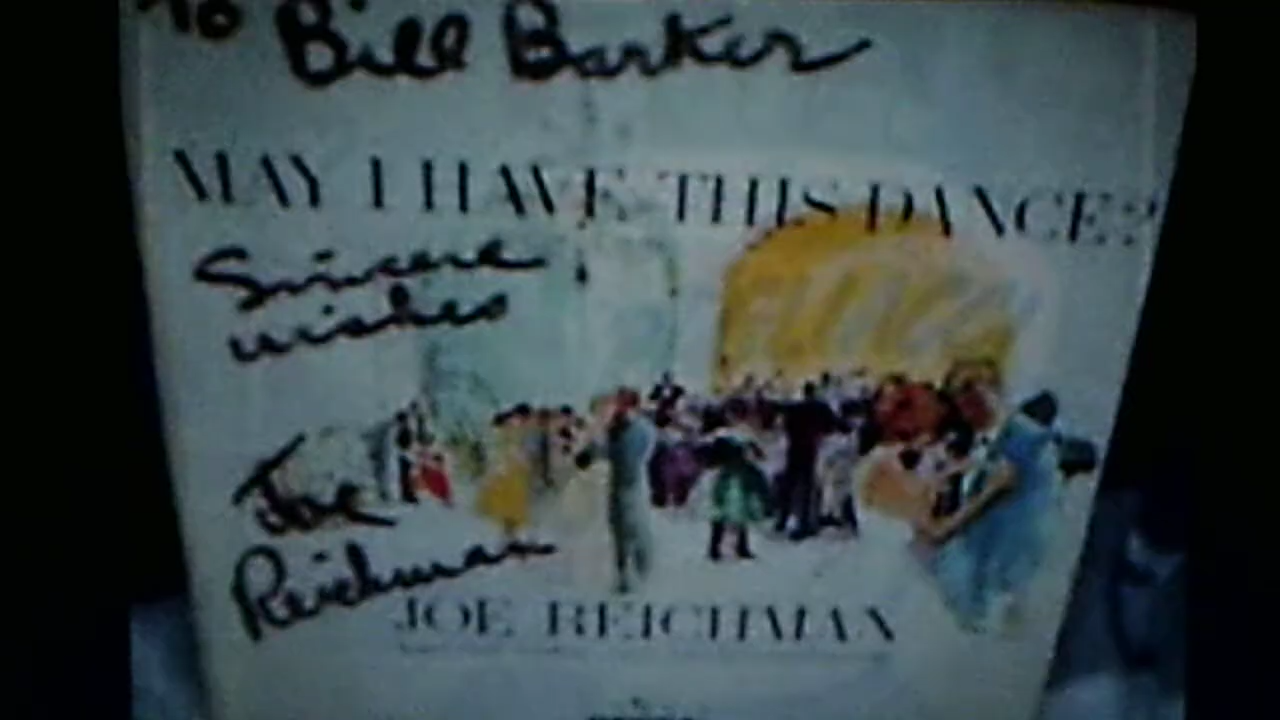 To Bill Barker
MAY I HAVE THIS DANCE?
Sincere
wishes
Joe
Reichman
JOE REICHMAN